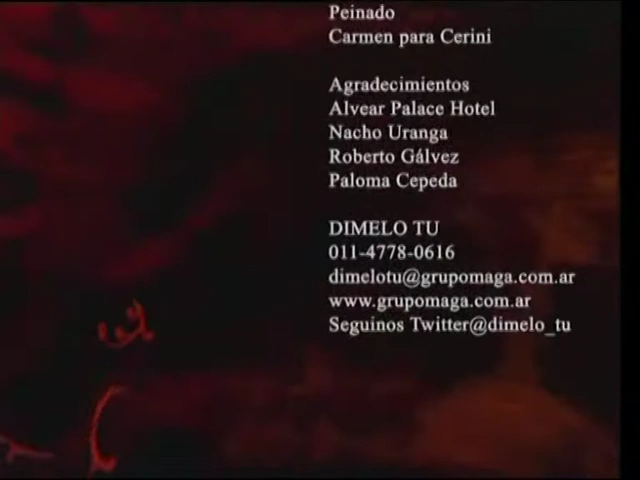 Peinado
Carmen para Cerini
Agradecimientos
Alvear Palace Hotel
Nacho Uranga
Roberto Gálvez
Paloma Cepeda
DIMELO TU
011-4778-0616
dimelotu@grupomaga.com.ar
www.grupomaga.com.ar
Seguinos Twitter@dimelo_tu